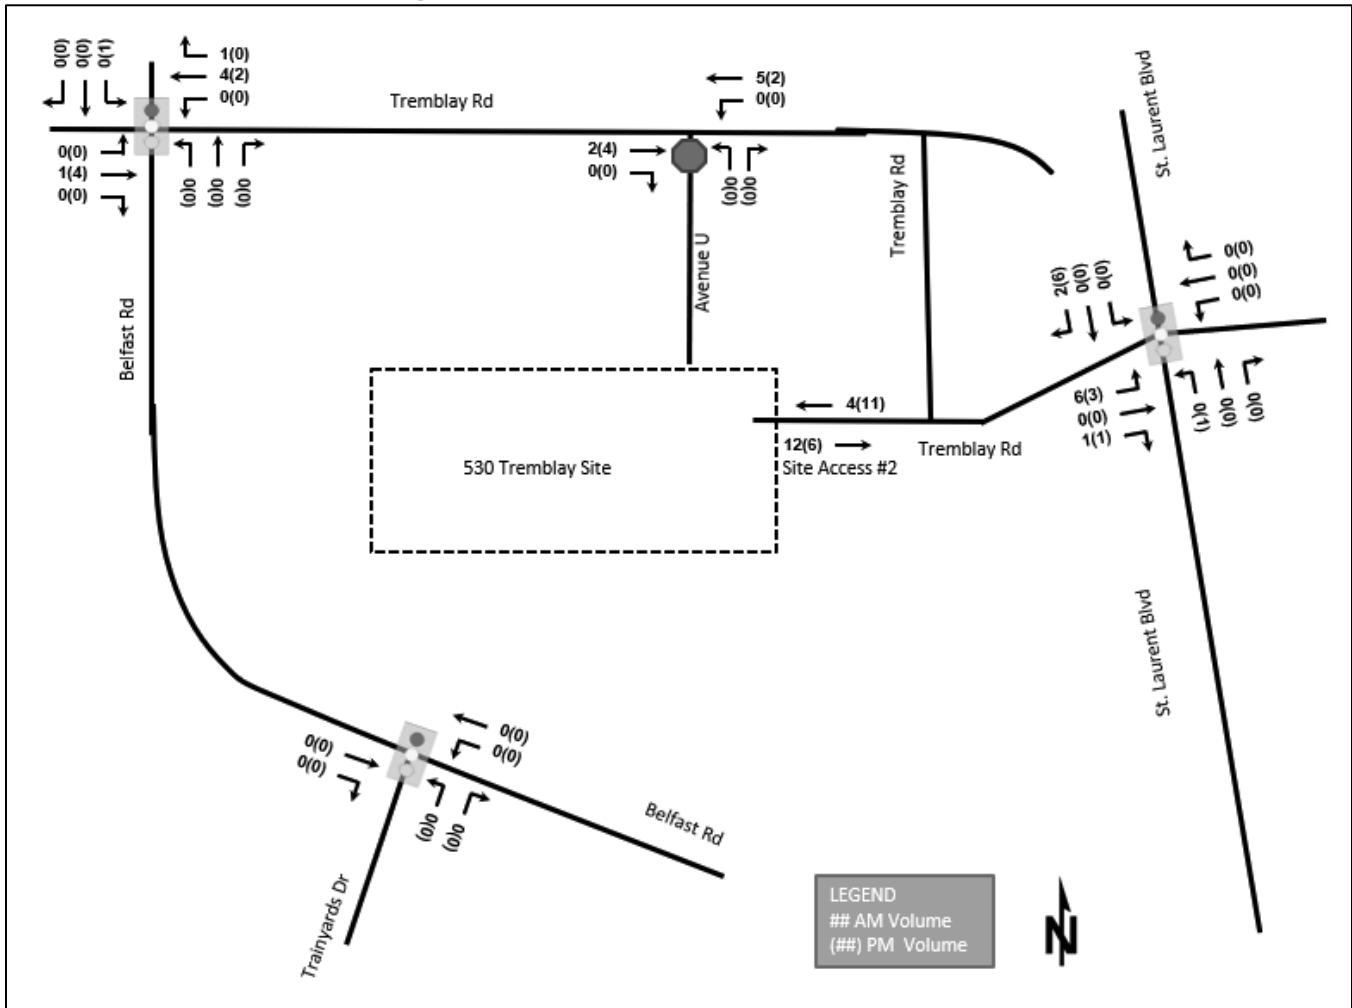 0(0)
0(0)
0(1)
1(0)
4(2)
0(0)
Tremblay Rd
5(2)
0(0)
St. Laurent Blvd
0(0)
1(4)
0(0)
0(0)
0(0)
0(0)
2(4)
0(0)
0(0)
0(0)
Tremblay Rd
Avenue U
Belfast Rd
2(6)
0(0)
0(0)
0(0)
0(0)
0(0)
6(3)
0(0)
1(1)
0(1)
0(0)
0(0)
4(11)
12(6)
Site Access #2
Tremblay Rd
530 Tremblay Site
St. Laurent Blvd
0(0)
0(0)
0(0)
0(0)
0(0)
0(0)
Belfast Rd
Trainyards Dr
LEGEND
## AM Volume
(##) PM Volume
N